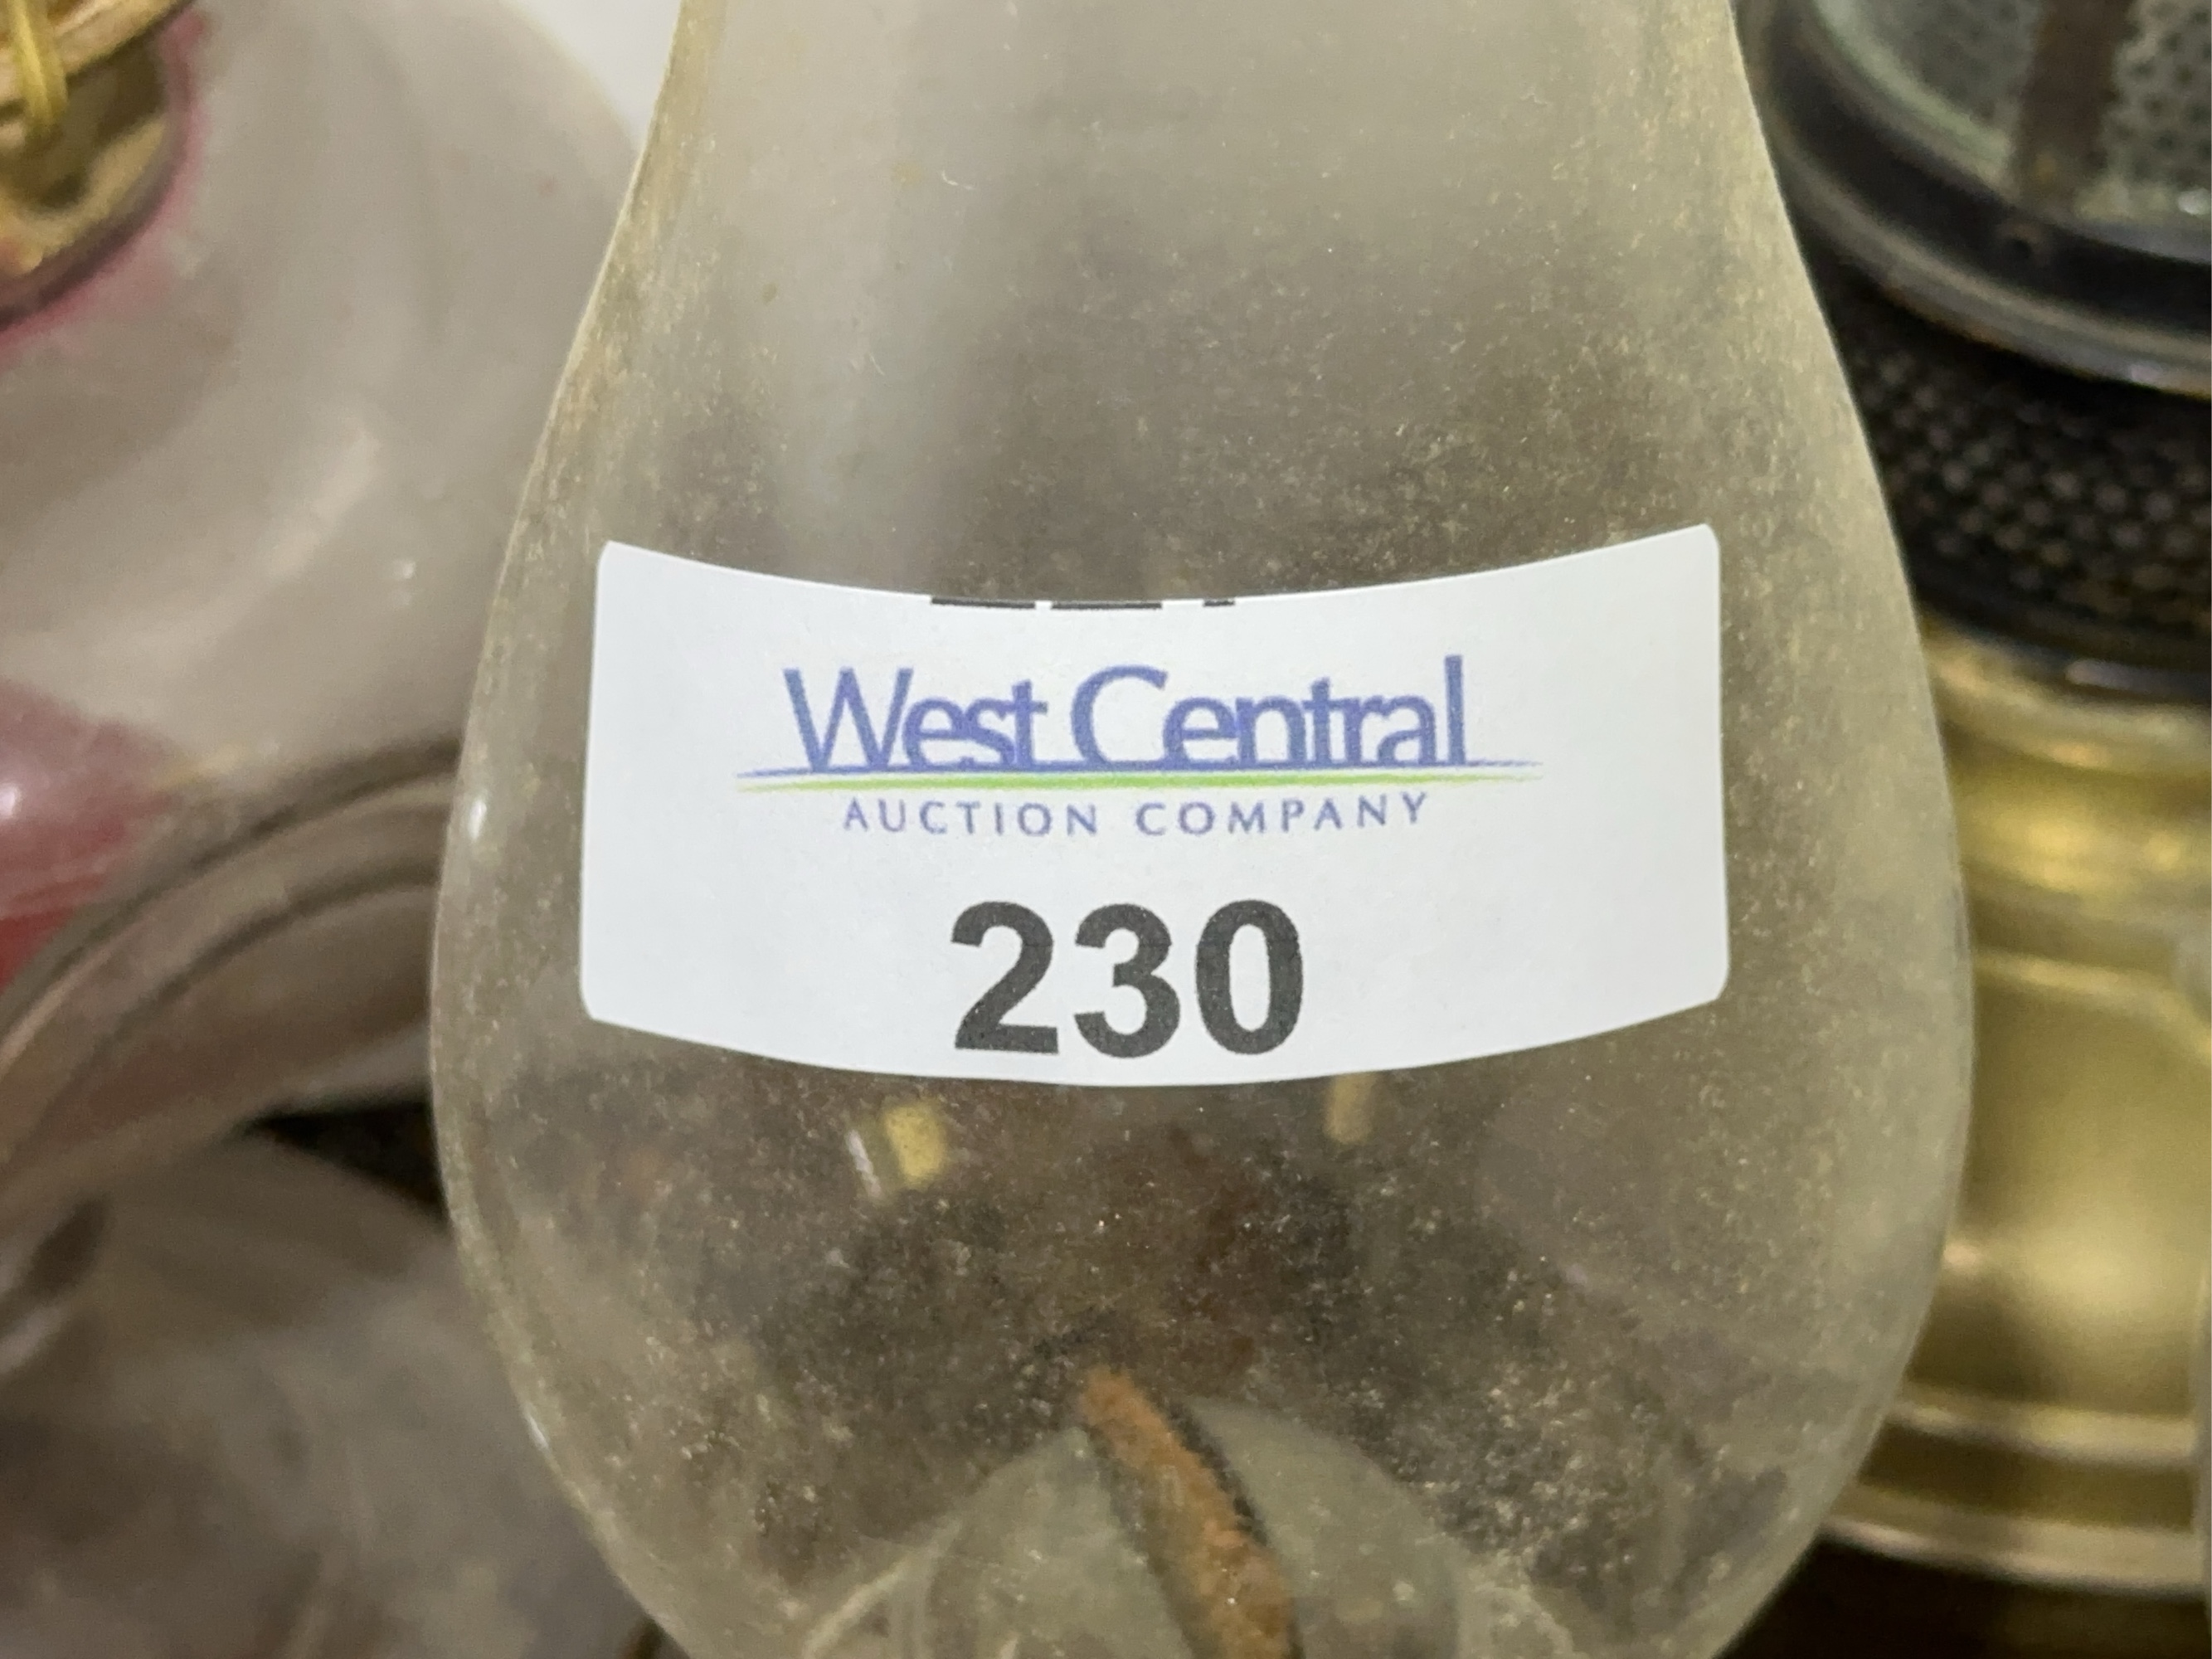 West Central
AUCTION COMPANY
230